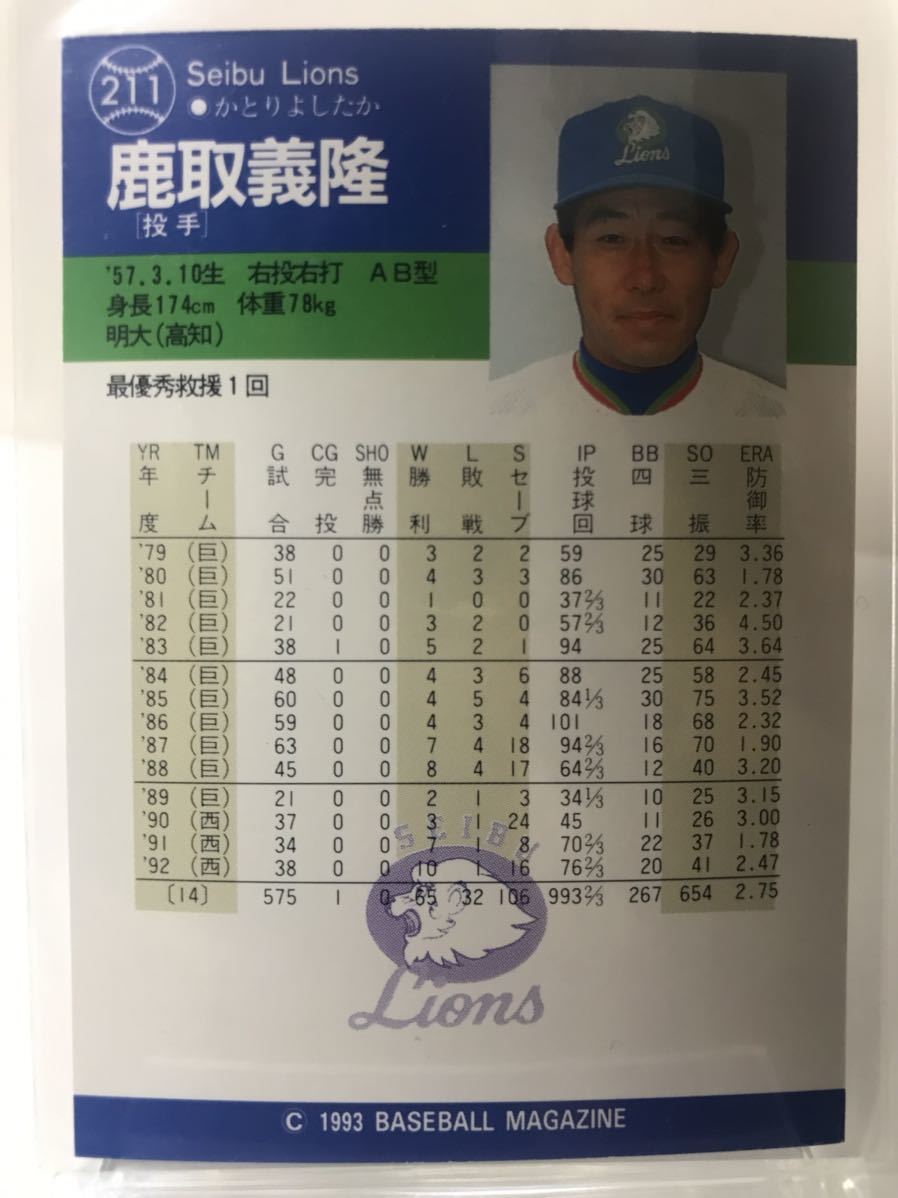 211
Seibu Lions
●かとりよしたか
鹿取義隆
[投手]
Lions
'57.3.10生 右投右打 AB型
身長174cm 体重78kg
明大(高知)
最優秀救援1回
YR TM G CG SHO W L S IP BB SO ERA
年度 チーム 試合 完投 無点勝 勝利 敗戦 セーブ 投球回 四球 三振 防御率
'79 (巨) 38 0 0 3 2 2 59 25 29 3.36
'80 (巨) 51 0 0 4 3 3 86 30 63 1.78
'81 (巨) 22 0 0 1 0 0 37⅔ 11 22 2.37
'82 (巨) 21 0 0 3 2 0 57⅔ 12 36 4.50
'83 (巨) 38 1 0 5 2 1 94 25 64 3.64
'84 (巨) 48 0 0 4 3 6 88 25 58 2.45
'85 (巨) 60 0 0 4 5 4 84⅓ 30 75 3.52
'86 (巨) 59 0 0 4 3 4 101 18 68 2.32
'87 (巨) 63 0 0 7 4 18 94⅔ 16 70 1.90
'88 (巨) 45 0 0 8 4 17 64⅔ 12 40 3.20
'89 (巨) 21 0 0 2 1 3 34⅓ 10 25 3.15
'90 (西) 37 0 0 3 1 24 45 11 26 3.00
'91 (西) 34 0 0 7 1 8 70⅔ 22 37 1.78
'92 (西) 38 0 0 10 1 16 76⅔ 20 41 2.47
〔14〕 575 1 0 65 32 106 993⅔ 267 654 2.75
SEIBU
Lions
© 1993 BASEBALL MAGAZINE